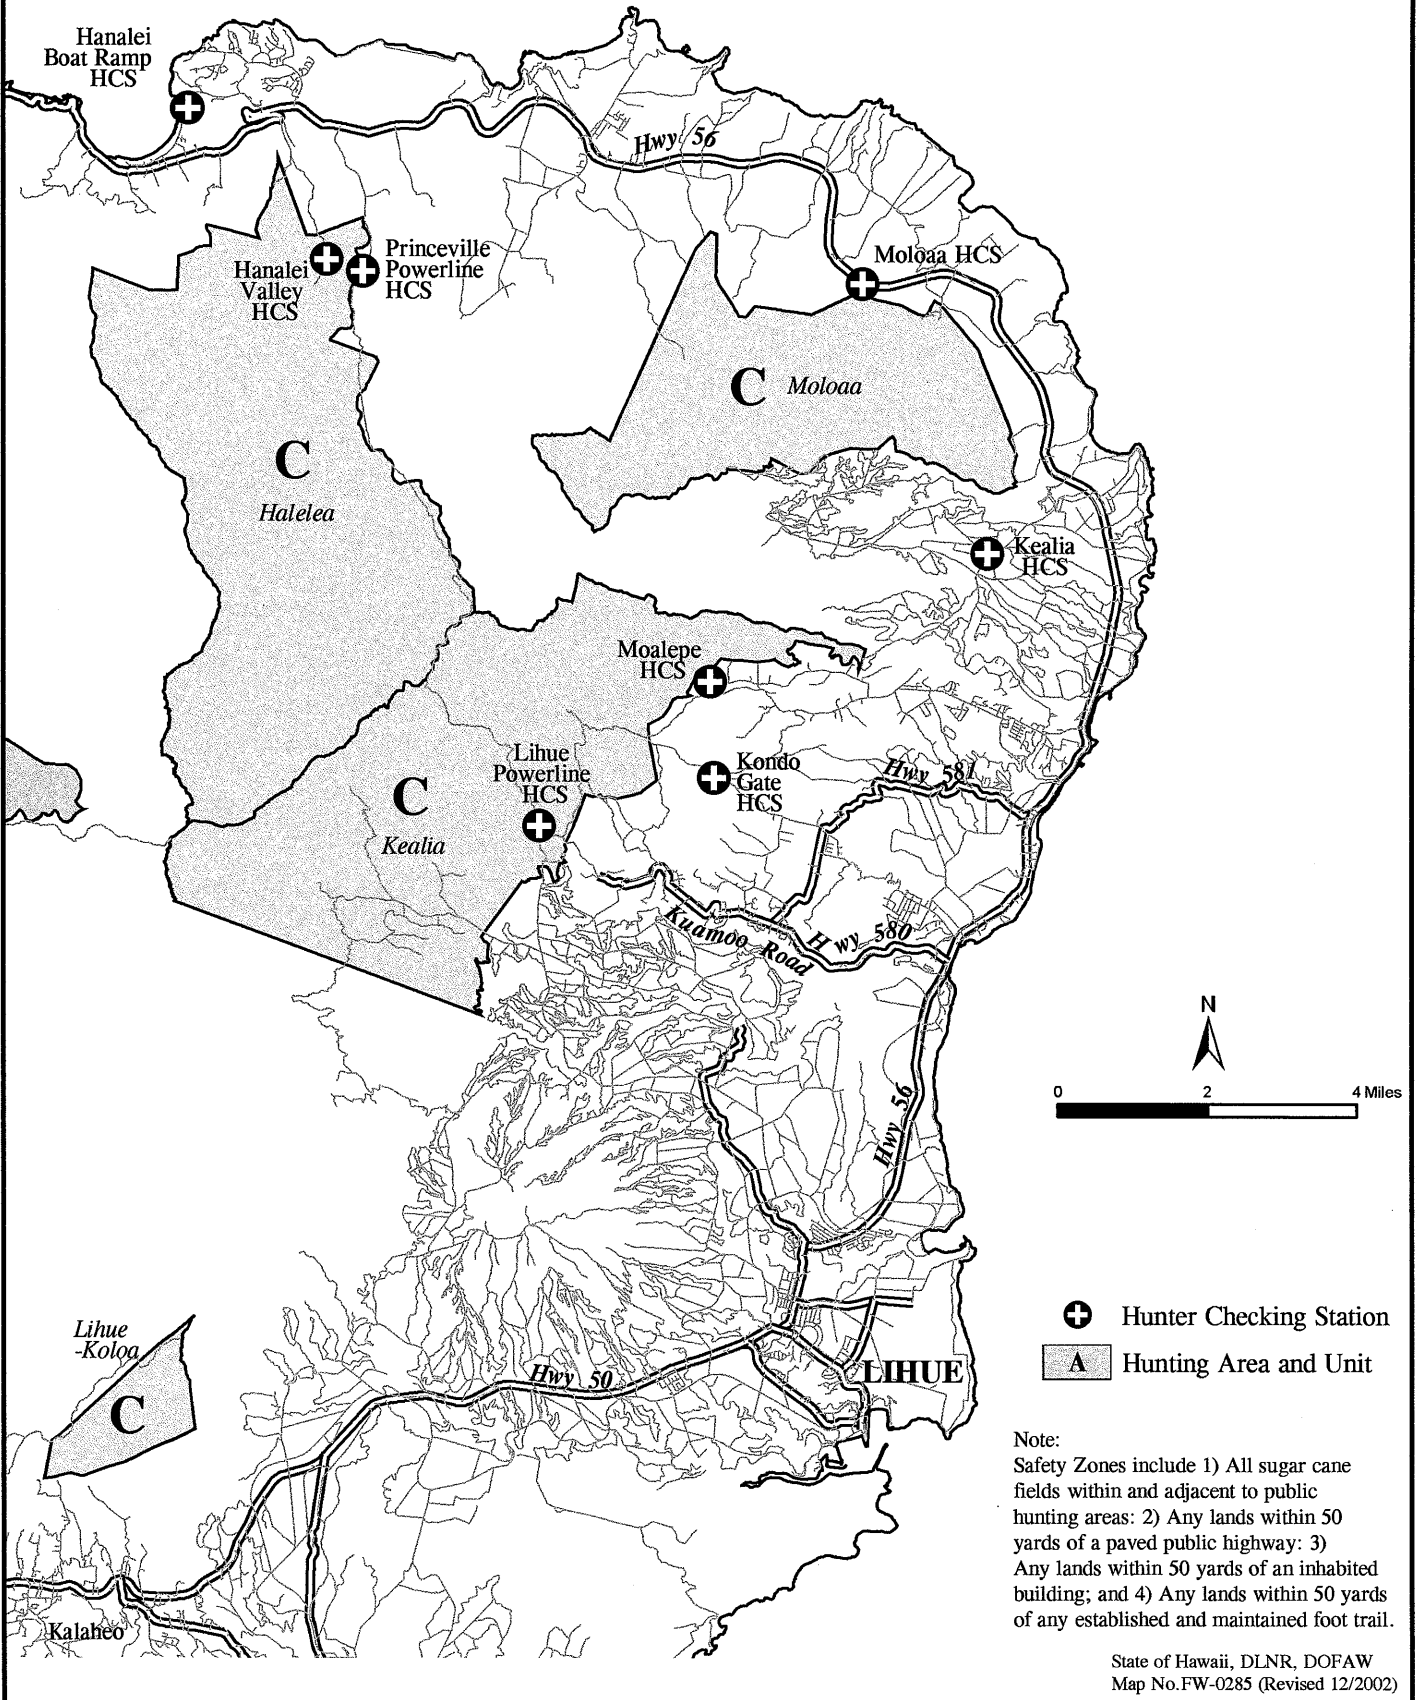 Hanalei
Boat Ramp
HCS
Hwy 56
Princeville
Powerline
HCS
Hanalei
Valley
HCS
Moloaa HCS
C Moloaa
C
Halelea
Kealia
HCS
Moalepe
HCS
Lihue
Powerline
HCS
Kondo
Gate
HCS
Hwy 581
C
Kealia
Kuamoo Road
Hwy 580
N
0 2 4 Miles
Hwy 56
Hunter Checking Station
A Hunting Area and Unit
Lihue
-Koloa
C
Hwy 50
LIHUE
Note:
Safety Zones include 1) All sugar cane
fields within and adjacent to public
hunting areas: 2) Any lands within 50
yards of a paved public highway: 3)
Any lands within 50 yards of an inhabited
building; and 4) Any lands within 50 yards
of any established and maintained foot trail.
Kalaheo
State of Hawaii, DLNR, DOFAW
Map No.FW-0285 (Revised 12/2002)